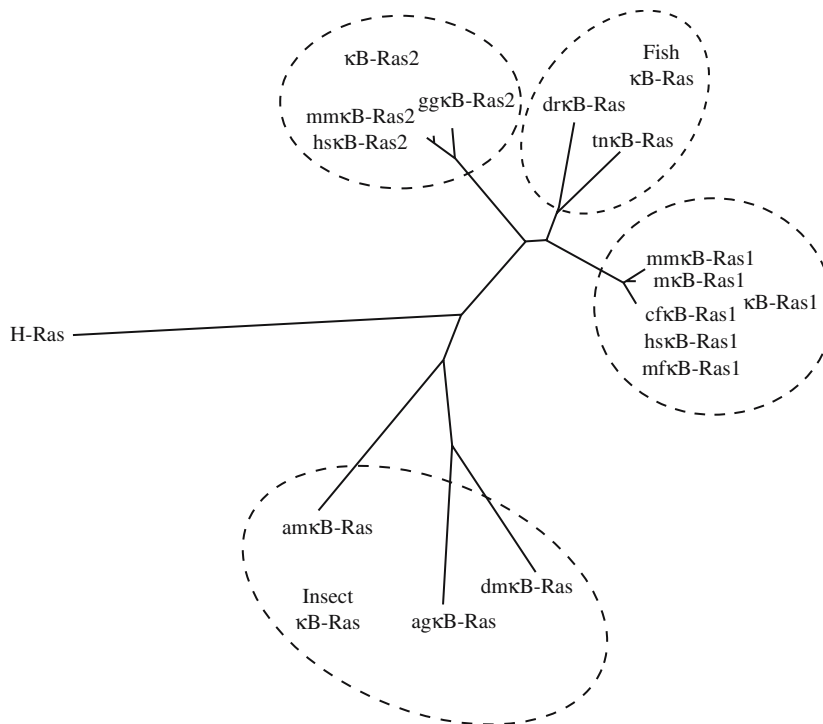 κB-Ras2
ggκB-Ras2
mmκB-Ras2
hsκB-Ras2
Fish
κB-Ras
drκB-Ras
tnκB-Ras
mmκB-Ras1
mκB-Ras1
κB-Ras1
cfκB-Ras1
hsκB-Ras1
mfκB-Ras1
H-Ras
amκB-Ras
Insect
κB-Ras
agκB-Ras
dmκB-Ras